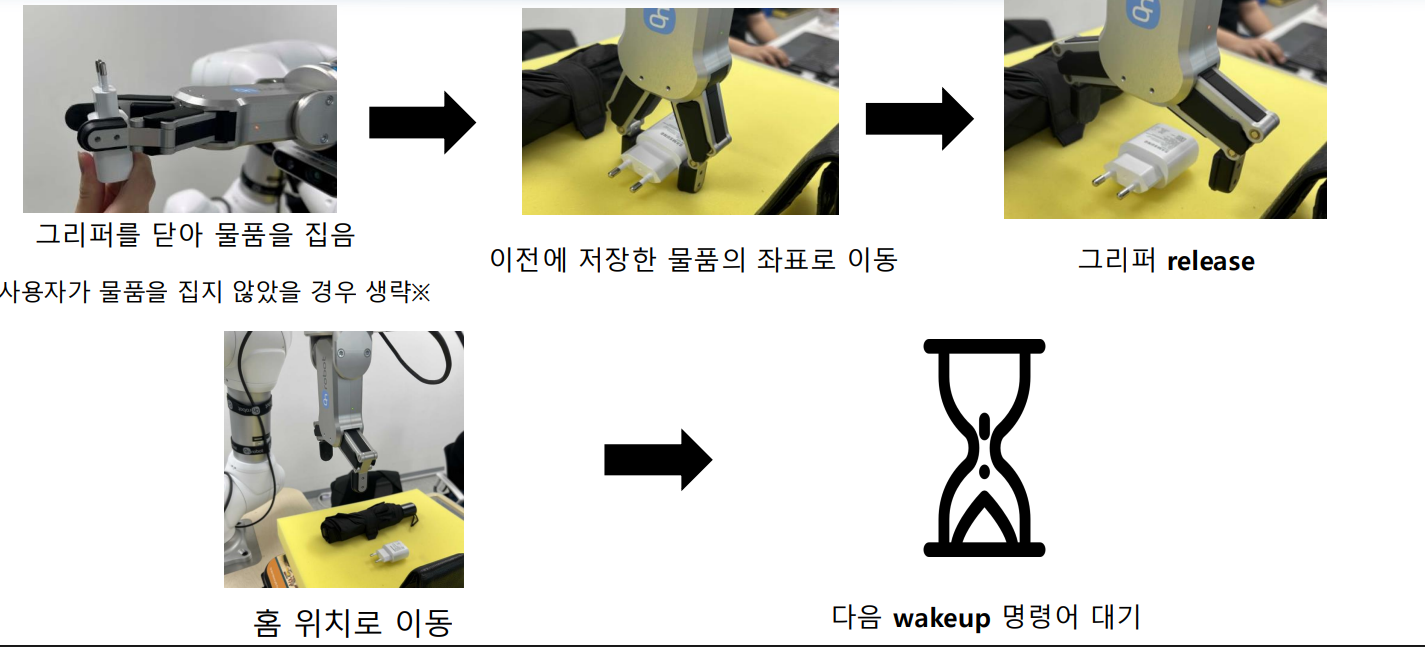 그리퍼를 닫아 물품을 집음
이전에 저장한 물품의 좌표로 이동
그리퍼 release
사용자가 물품을 집지 않았을 경우 생략※
홈 위치로 이동
다음 wakeup 명령어 대기